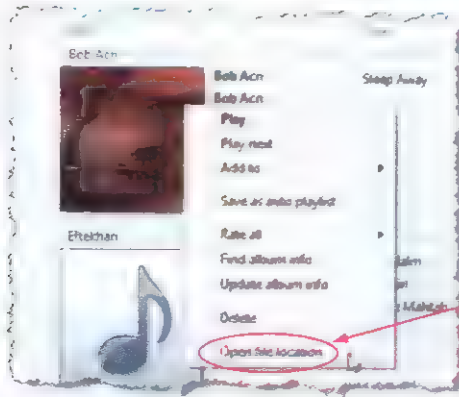 Bob Acri
Bob Acri
Sleep Away
Bob Acri
Play
Play next
Add to
Save as auto playlist
Eftekhari
Rate all
Find album info
Update album info
Delete
Open file location